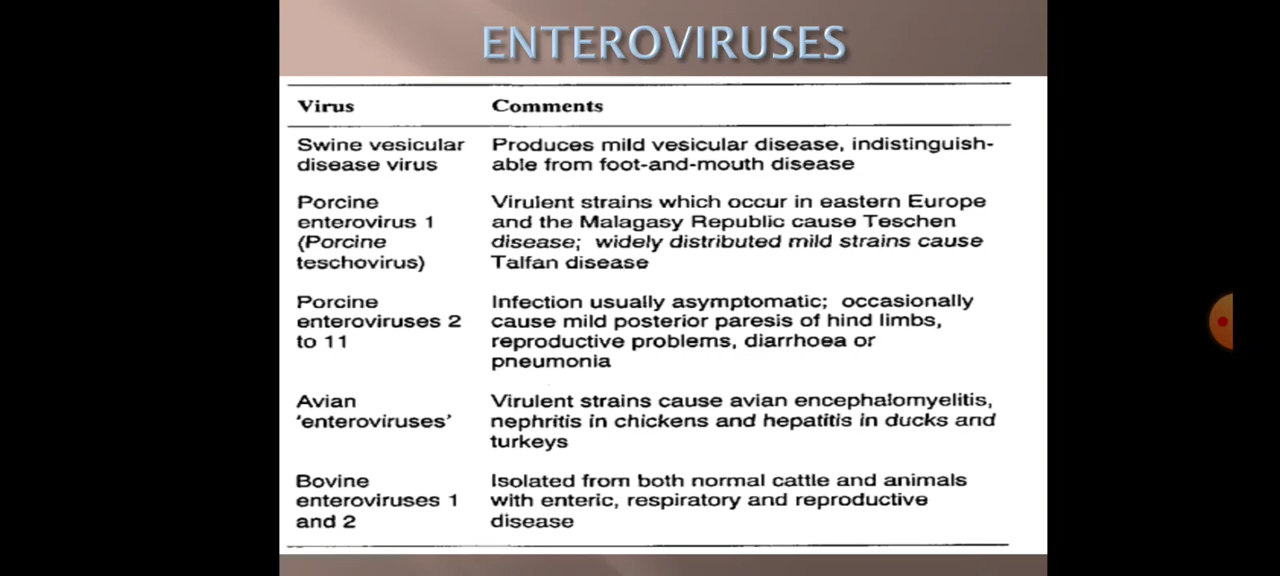 ENTEROVIRUSES
Virus Comments
Swine vesicular Produces mild vesicular disease, indistinguish-
disease virus able from foot-and-mouth disease
Porcine Virulent strains which occur in eastern Europe
enterovirus 1 and the Malagasy Republic cause Teschen
(Porcine disease; widely distributed mild strains cause
teschovirus) Talfan disease
Porcine Infection usually asymptomatic; occasionally
enteroviruses 2 cause mild posterior paresis of hind limbs,
to 11 reproductive problems, diarrhoea or
pneumonia
Avian Virulent strains cause avian encephalomyelitis,
'enteroviruses' nephritis in chickens and hepatitis in ducks and
turkeys
Bovine Isolated from both normal cattle and animals
enteroviruses 1 with enteric, respiratory and reproductive
and 2 disease